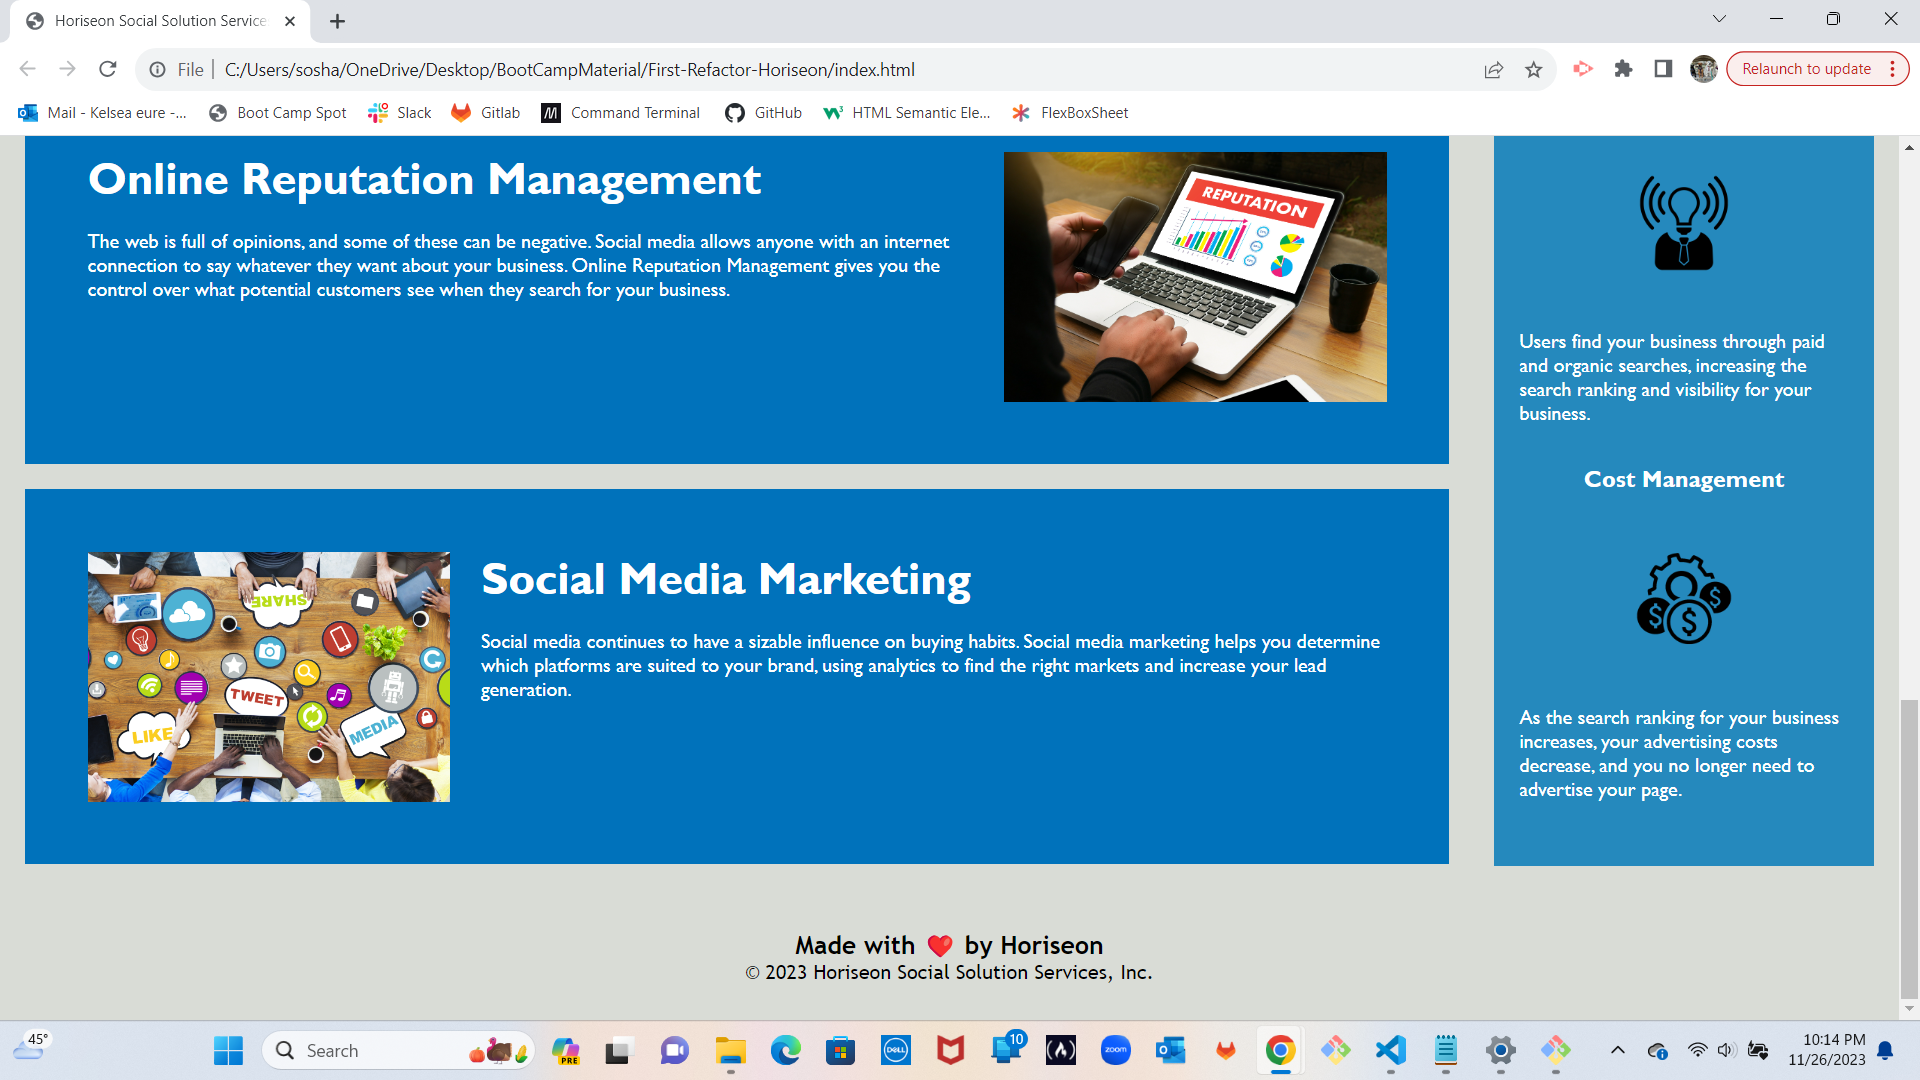 Horiseon Social Solution Service
File
C:/Users/sosha/OneDrive/Desktop/BootCampMaterial/First-Refactor-Horiseon/index.html
Relaunch to update
Mail - Kelsea eure -...
Boot Camp Spot
Slack
Gitlab
Command Terminal
GitHub
HTML Semantic Ele...
FlexBoxSheet
Online Reputation Management
The web is full of opinions, and some of these can be negative. Social media allows anyone with an internet
connection to say whatever they want about your business. Online Reputation Management gives you the
control over what potential customers see when they search for your business.
REPUTATION
Users find your business through paid
and organic searches, increasing the
search ranking and visibility for your
business.
Cost Management
As the search ranking for your business
increases, your advertising costs
decrease, and you no longer need to
advertise your page.
SHARE
TWEET
LIKE
MEDIA
Social Media Marketing
Social media continues to have a sizable influence on buying habits. Social media marketing helps you determine
which platforms are suited to your brand, using analytics to find the right markets and increase your lead
generation.
Made with ❤️ by Horiseon
© 2023 Horiseon Social Solution Services, Inc.
45°
Search
PRE
DELL
10
zoom
10:14 PM
11/26/2023